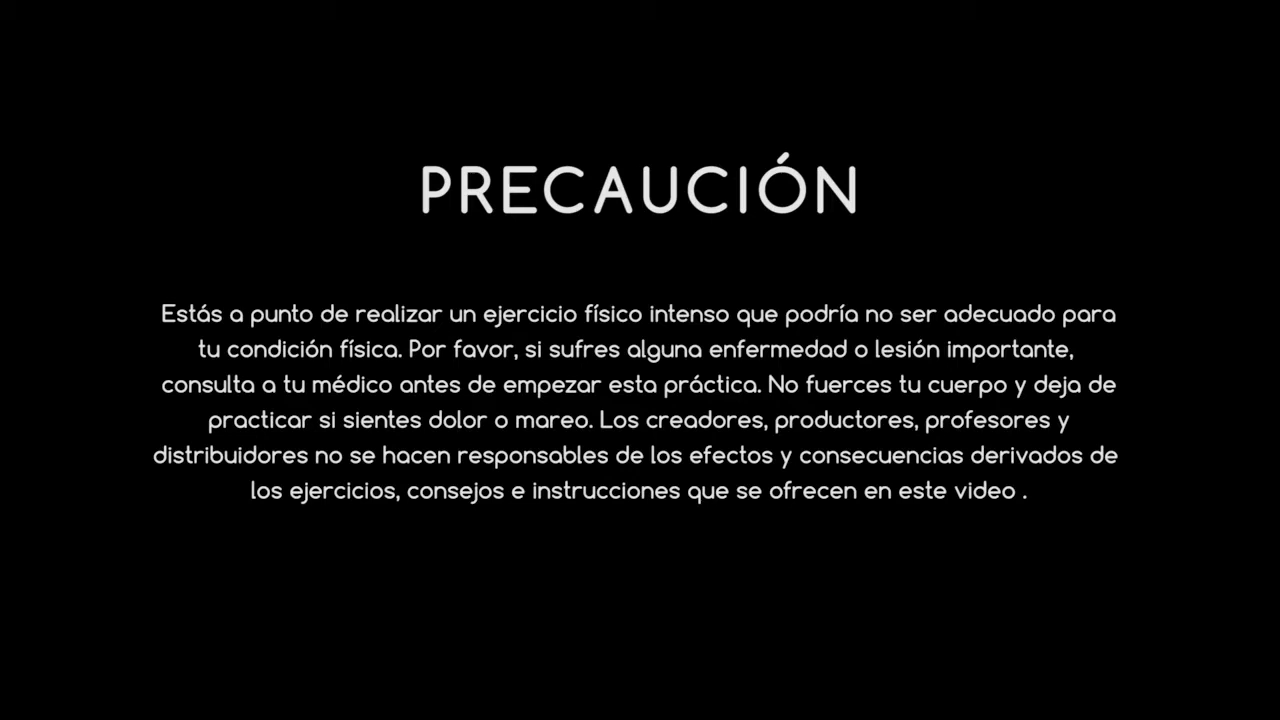 PRECAUCIÓN
Estás a punto de realizar un ejercicio físico intenso que podría no ser adecuado para
tu condición física. Por favor, si sufres alguna enfermedad o lesión importante,
consulta a tu médico antes de empezar esta práctica. No fuerces tu cuerpo y deja de
practicar si sientes dolor o mareo. Los creadores, productores, profesores y
distribuidores no se hacen responsables de los efectos y consecuencias derivados de
los ejercicios, consejos e instrucciones que se ofrecen en este video .